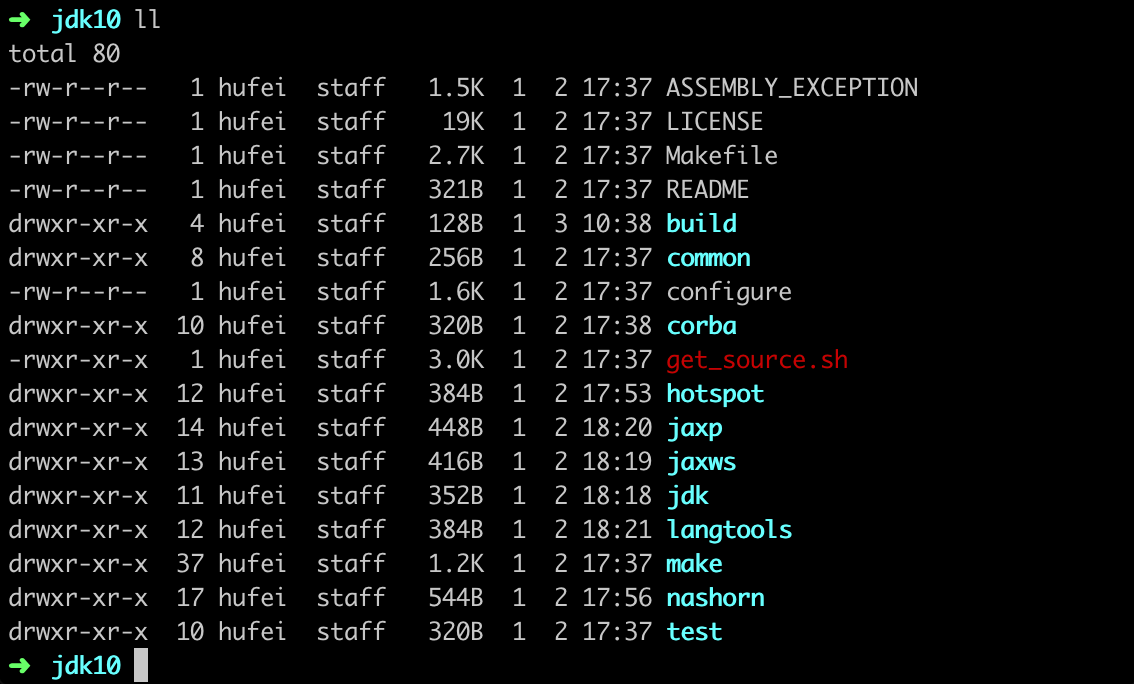 ➜  jdk10 ll
total 80
-rw-r--r--   1 hufei  staff   1.5K  1  2 17:37 ASSEMBLY_EXCEPTION
-rw-r--r--   1 hufei  staff    19K  1  2 17:37 LICENSE
-rw-r--r--   1 hufei  staff   2.7K  1  2 17:37 Makefile
-rw-r--r--   1 hufei  staff   321B  1  2 17:37 README
drwxr-xr-x   4 hufei  staff   128B  1  3 10:38 build
drwxr-xr-x   8 hufei  staff   256B  1  2 17:37 common
-rw-r--r--   1 hufei  staff   1.6K  1  2 17:37 configure
drwxr-xr-x  10 hufei  staff   320B  1  2 17:38 corba
-rwxr-xr-x   1 hufei  staff   3.0K  1  2 17:37 get_source.sh
drwxr-xr-x  12 hufei  staff   384B  1  2 17:53 hotspot
drwxr-xr-x  14 hufei  staff   448B  1  2 18:20 jaxp
drwxr-xr-x  13 hufei  staff   416B  1  2 18:19 jaxws
drwxr-xr-x  11 hufei  staff   352B  1  2 18:18 jdk
drwxr-xr-x  12 hufei  staff   384B  1  2 18:21 langtools
drwxr-xr-x  37 hufei  staff   1.2K  1  2 17:37 make
drwxr-xr-x  17 hufei  staff   544B  1  2 17:56 nashorn
drwxr-xr-x  10 hufei  staff   320B  1  2 17:37 test
➜  jdk10